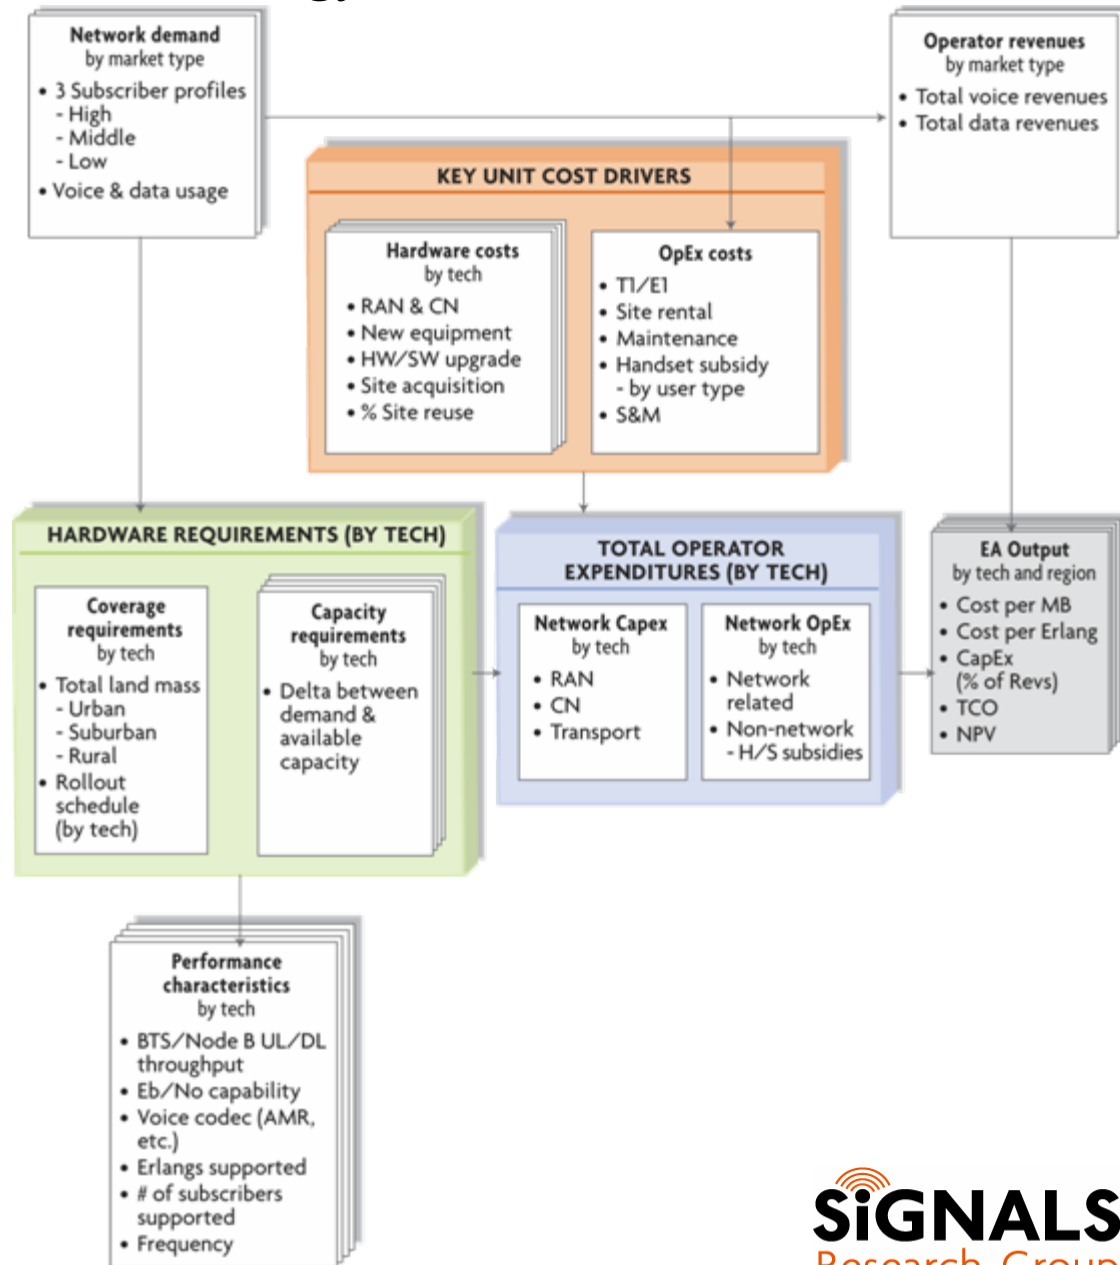 Network demand
by market type
• 3 Subscriber profiles
- High
- Middle
- Low
• Voice & data usage
Operator revenues
by market type
• Total voice revenues
• Total data revenues
KEY UNIT COST DRIVERS
Hardware costs
by tech
• RAN & CN
• New equipment
• HW/SW upgrade
• Site acquisition
• % Site reuse
OpEx costs
• T1/E1
• Site rental
• Maintenance
• Handset subsidy
- by user type
• S&M
HARDWARE REQUIREMENTS (BY TECH)
Coverage
requirements
by tech
• Total land mass
- Urban
- Suburban
- Rural
• Rollout
schedule
(by tech)
Capacity
requirements
by tech
• Delta between
demand &
available
capacity
TOTAL OPERATOR
EXPENDITURES (BY TECH)
Network Capex
by tech
• RAN
• CN
• Transport
Network OpEx
by tech
• Network
related
• Non-network
- H/S subsidies
EA Output
by tech and region
• Cost per MB
• Cost per Erlang
• CapEx
(% of Revs)
• TCO
• NPV
Performance
characteristics
by tech
• BTS/Node B UL/DL
throughput
• Eb/No capability
• Voice codec (AMR,
etc.)
• Erlangs supported
• # of subscribers
supported
• Frequency
SiGNALS
Research Group